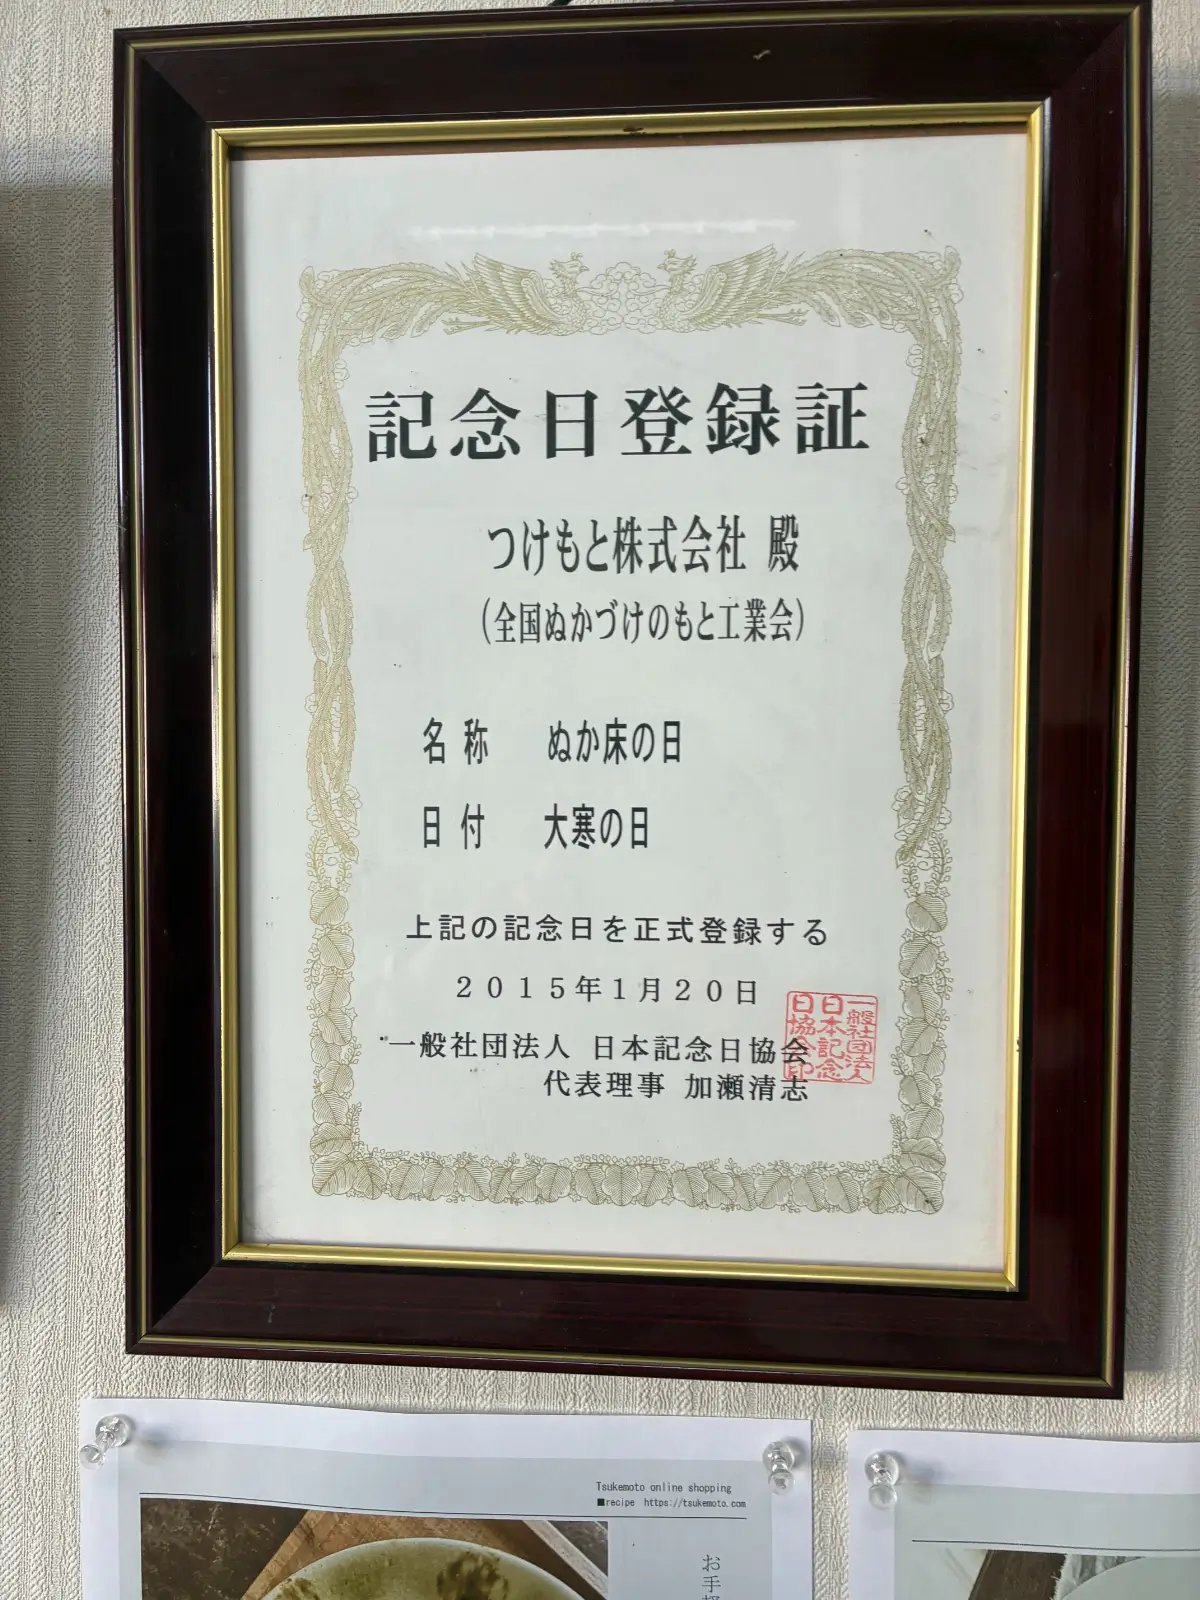 記念日登録証
つけもと株式会社 殿
(全国ぬかづけのもと工業会)
名称 ぬか床の日
日付 大寒の日
上記の記念日を正式登録する
2015年1月20日
一般社団法人 日本記念日協会
代表理事 加瀬清志
一般社団法人
日本記念
日協会印
Tsukemoto online shopping
■recipe https://tsukemoto.com
お手